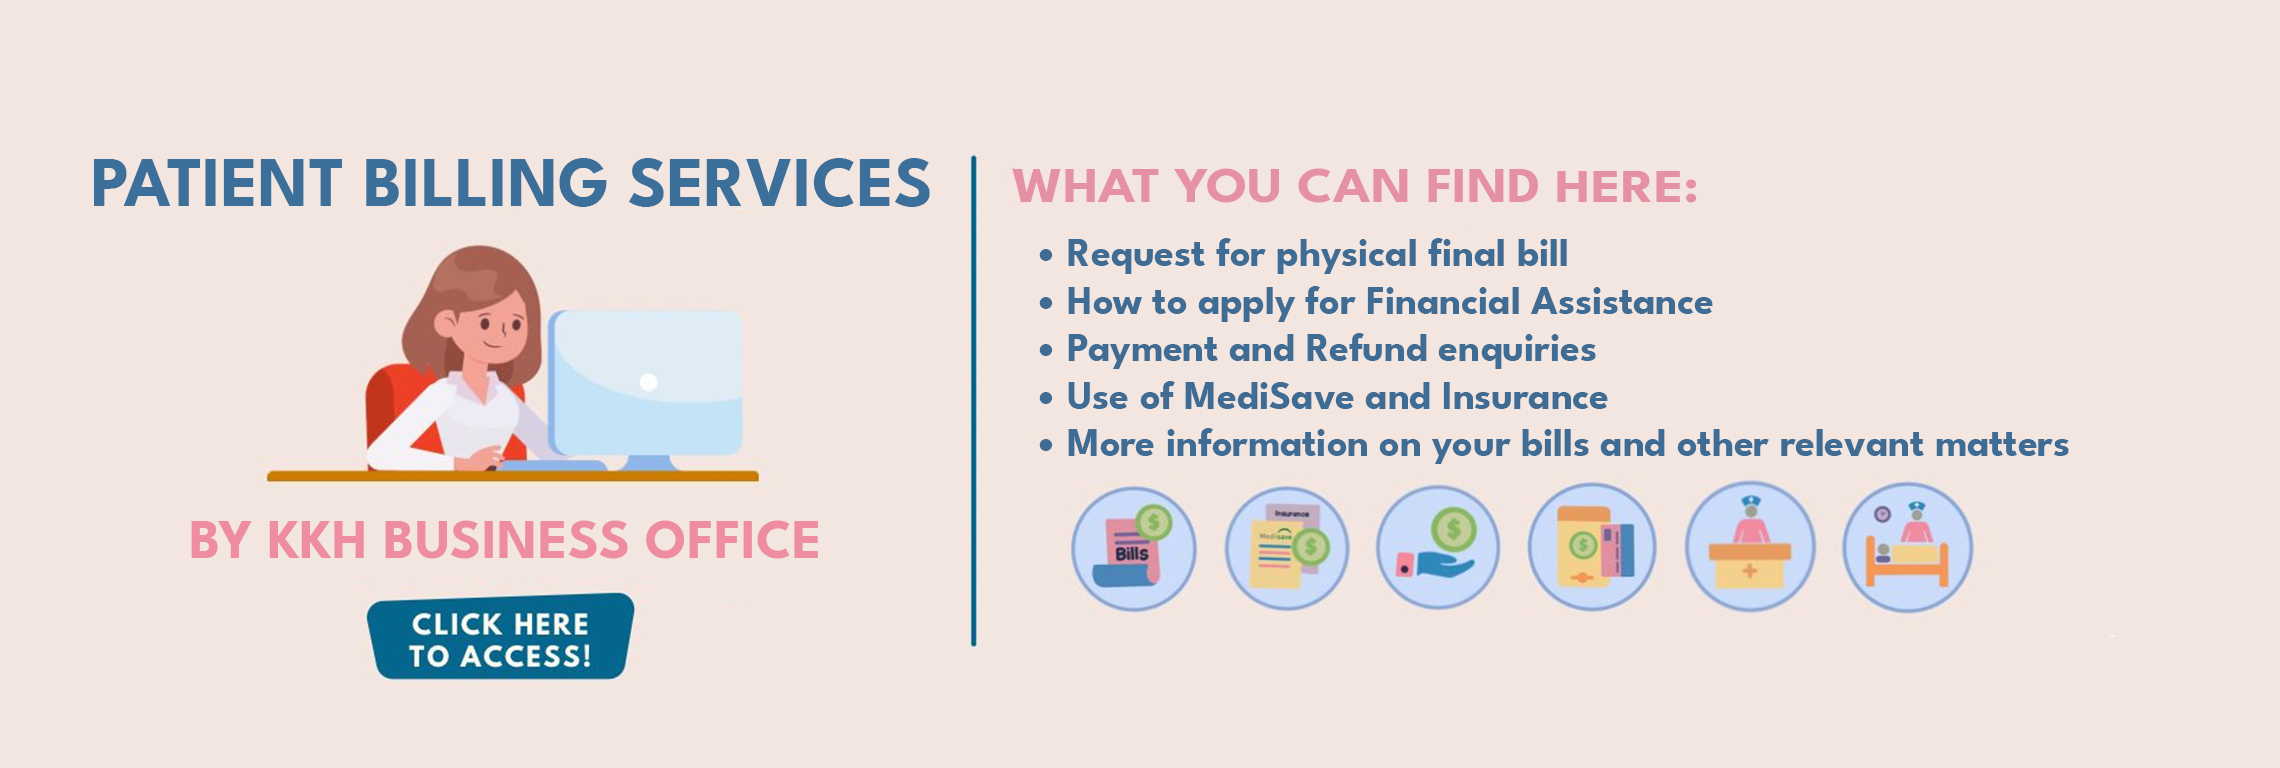 PATIENT BILLING SERVICES
BY KKH BUSINESS OFFICE
CLICK HERE
TO ACCESS!
WHAT YOU CAN FIND HERE:
• Request for physical final bill
• How to apply for Financial Assistance
• Payment and Refund enquiries
• Use of MediSave and Insurance
• More information on your bills and other relevant matters
$
Bills
Insurance
Medisave
$
$
$